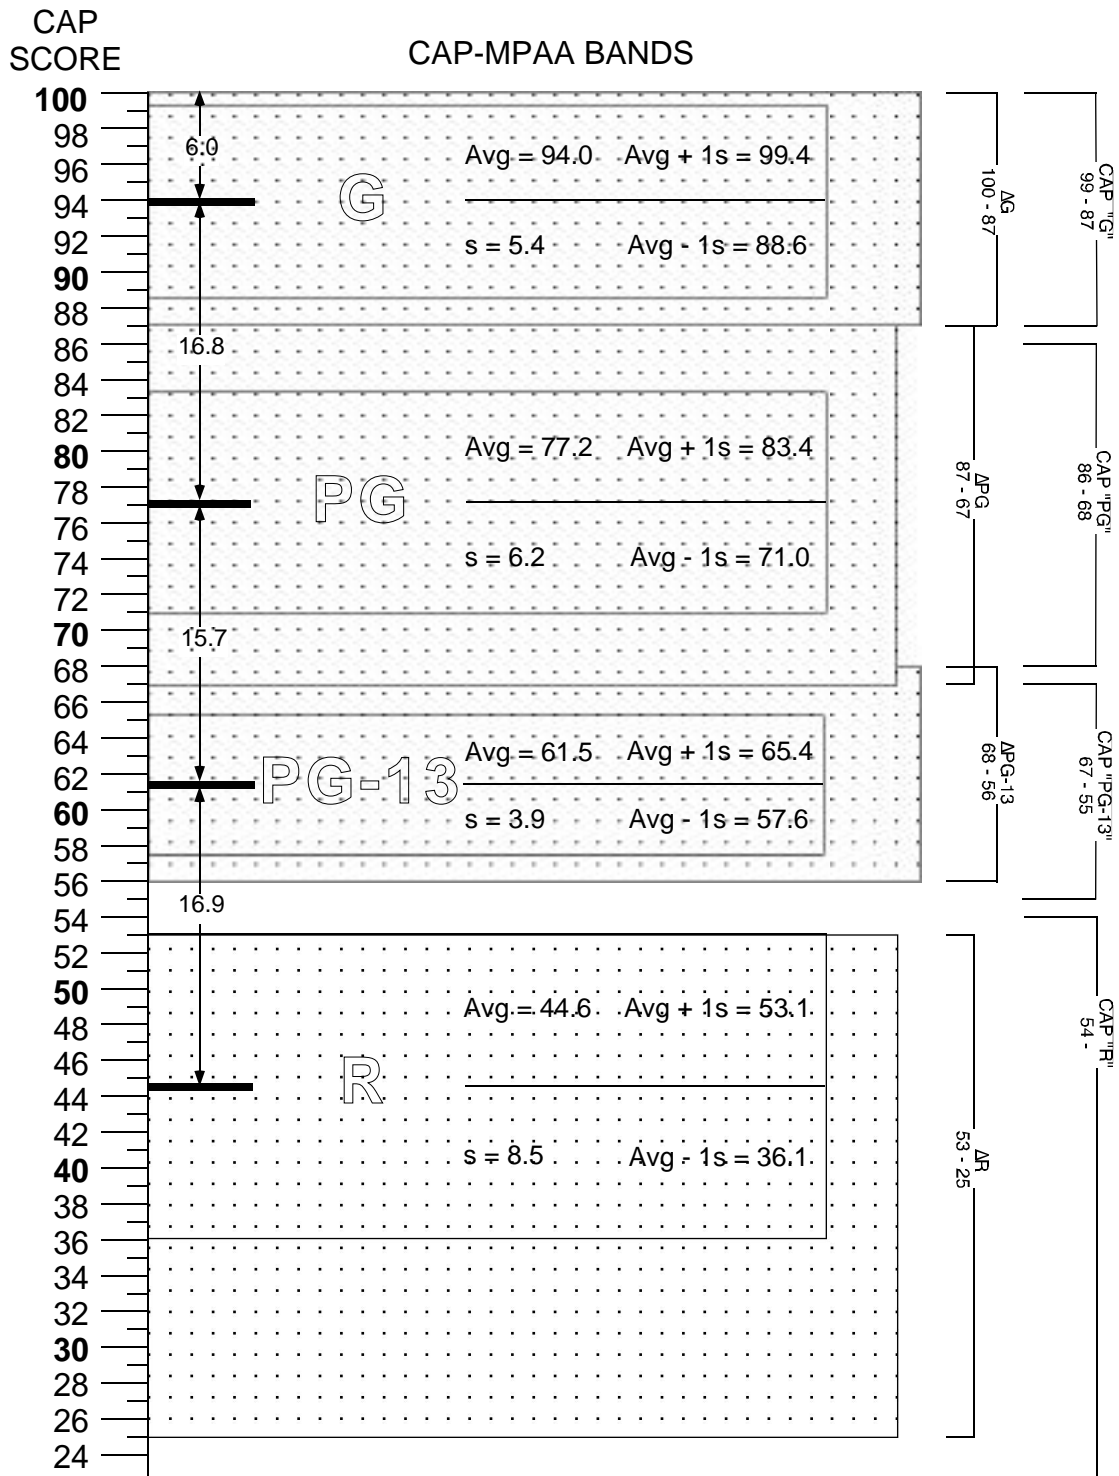 CAP
SCORE
CAP-MPAA BANDS
100
98
96
94
92
90
88
86
84
82
80
78
76
74
72
70
68
66
64
62
60
58
56
54
52
50
48
46
44
42
40
38
36
34
32
30
28
26
24
6.0
16.8
15.7
16.9
G
Avg = 94.0 Avg + 1s = 99.4
s = 5.4 Avg - 1s = 88.6
PG
Avg = 77.2 Avg + 1s = 83.4
s = 6.2 Avg - 1s = 71.0
PG-13
Avg = 61.5 Avg + 1s = 65.4
s = 3.9 Avg - 1s = 57.6
R
Avg = 44.6 Avg + 1s = 53.1
s = 8.5 Avg - 1s = 36.1
ΔG
100 - 87
ΔPG
87 - 67
ΔPG-13
68 - 56
ΔR
53 - 25
CAP "G"
99 - 87
CAP "PG"
86 - 68
CAP "PG-13"
67 - 55
CAP "R"
54 -